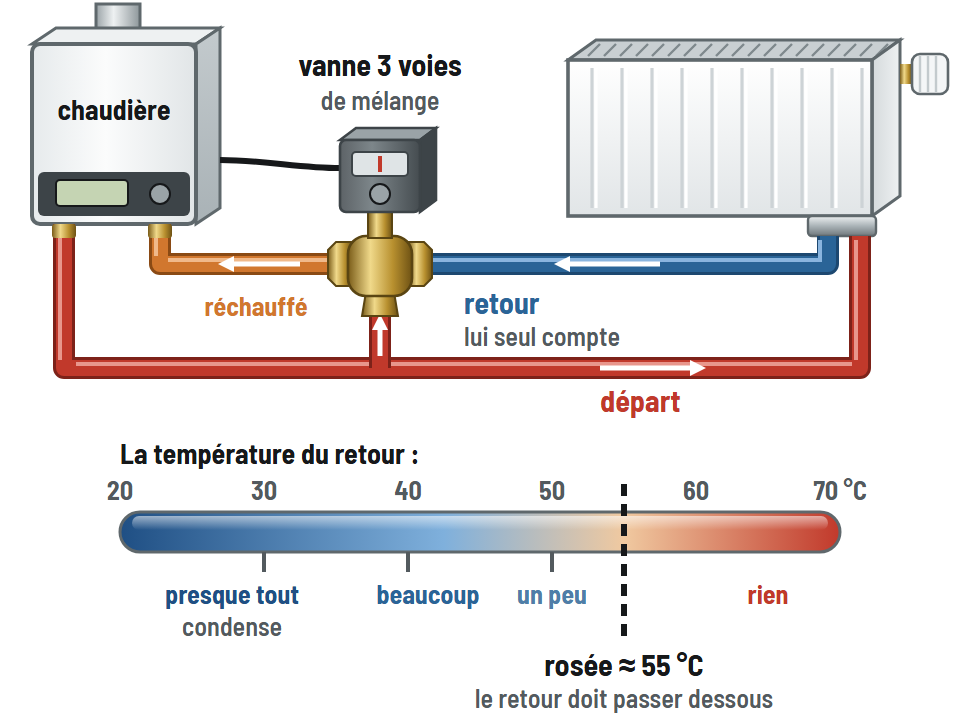 chaudière
vanne 3 voies
de mélange
réchauffé
retour
lui seul compte
départ
La température du retour :
20 30 40 50 60 70 °C
presque tout beaucoup un peu rien
condense
rosée ≈ 55 °C
le retour doit passer dessous